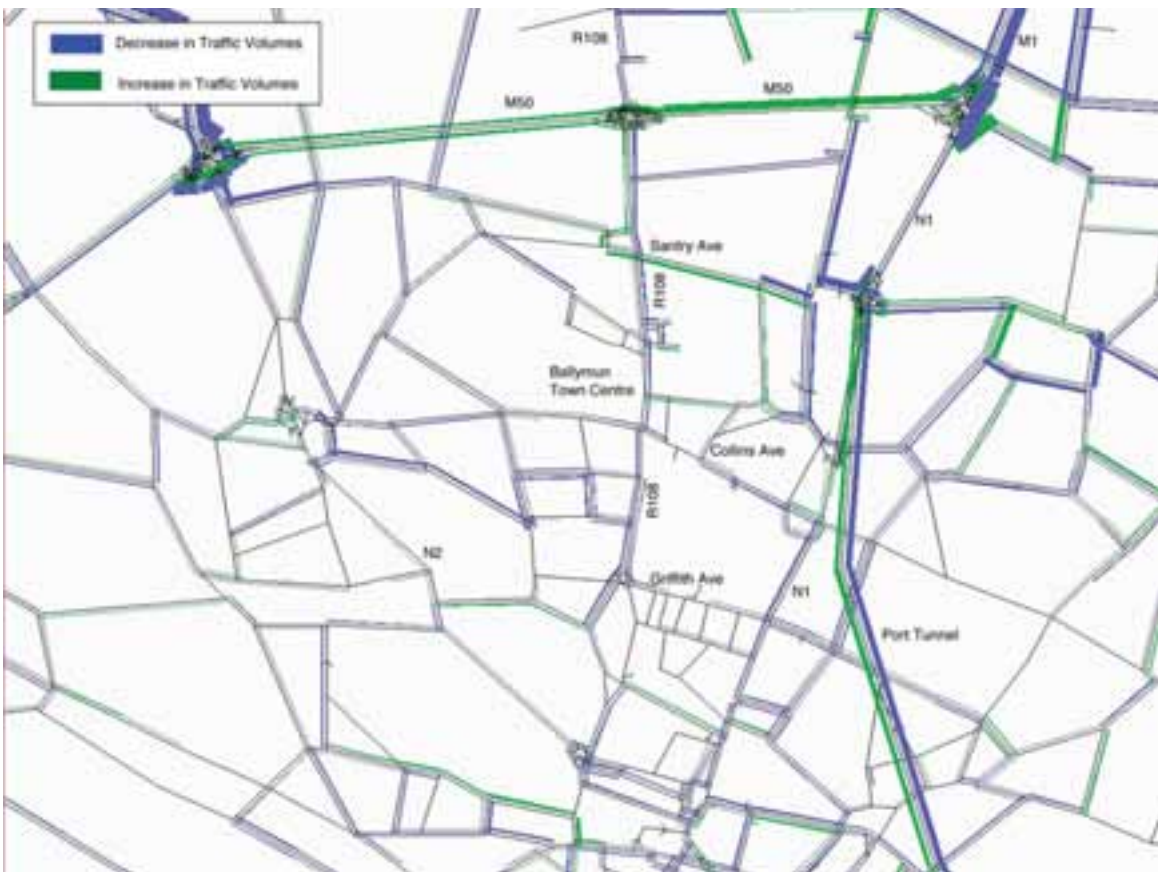 Decrease in Traffic Volumes
Increase in Traffic Volumes
R108
M1
M50
M50
N1
Santry Ave
R108
Ballymun
Town Centre
Collins Ave
R108
N2
Griffith Ave
N1
Port Tunnel